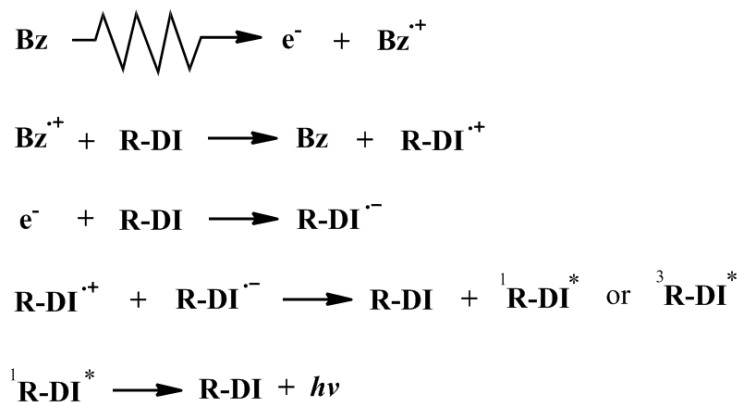 Bz ⟶ e⁻ + Bz·⁺
Bz·⁺ + R-DI ⟶ Bz + R-DI·⁺
e⁻ + R-DI ⟶ R-DI·⁻
R-DI·⁺ + R-DI·⁻ ⟶ R-DI + ¹R-DI* or ³R-DI*
¹R-DI* ⟶ R-DI + hν